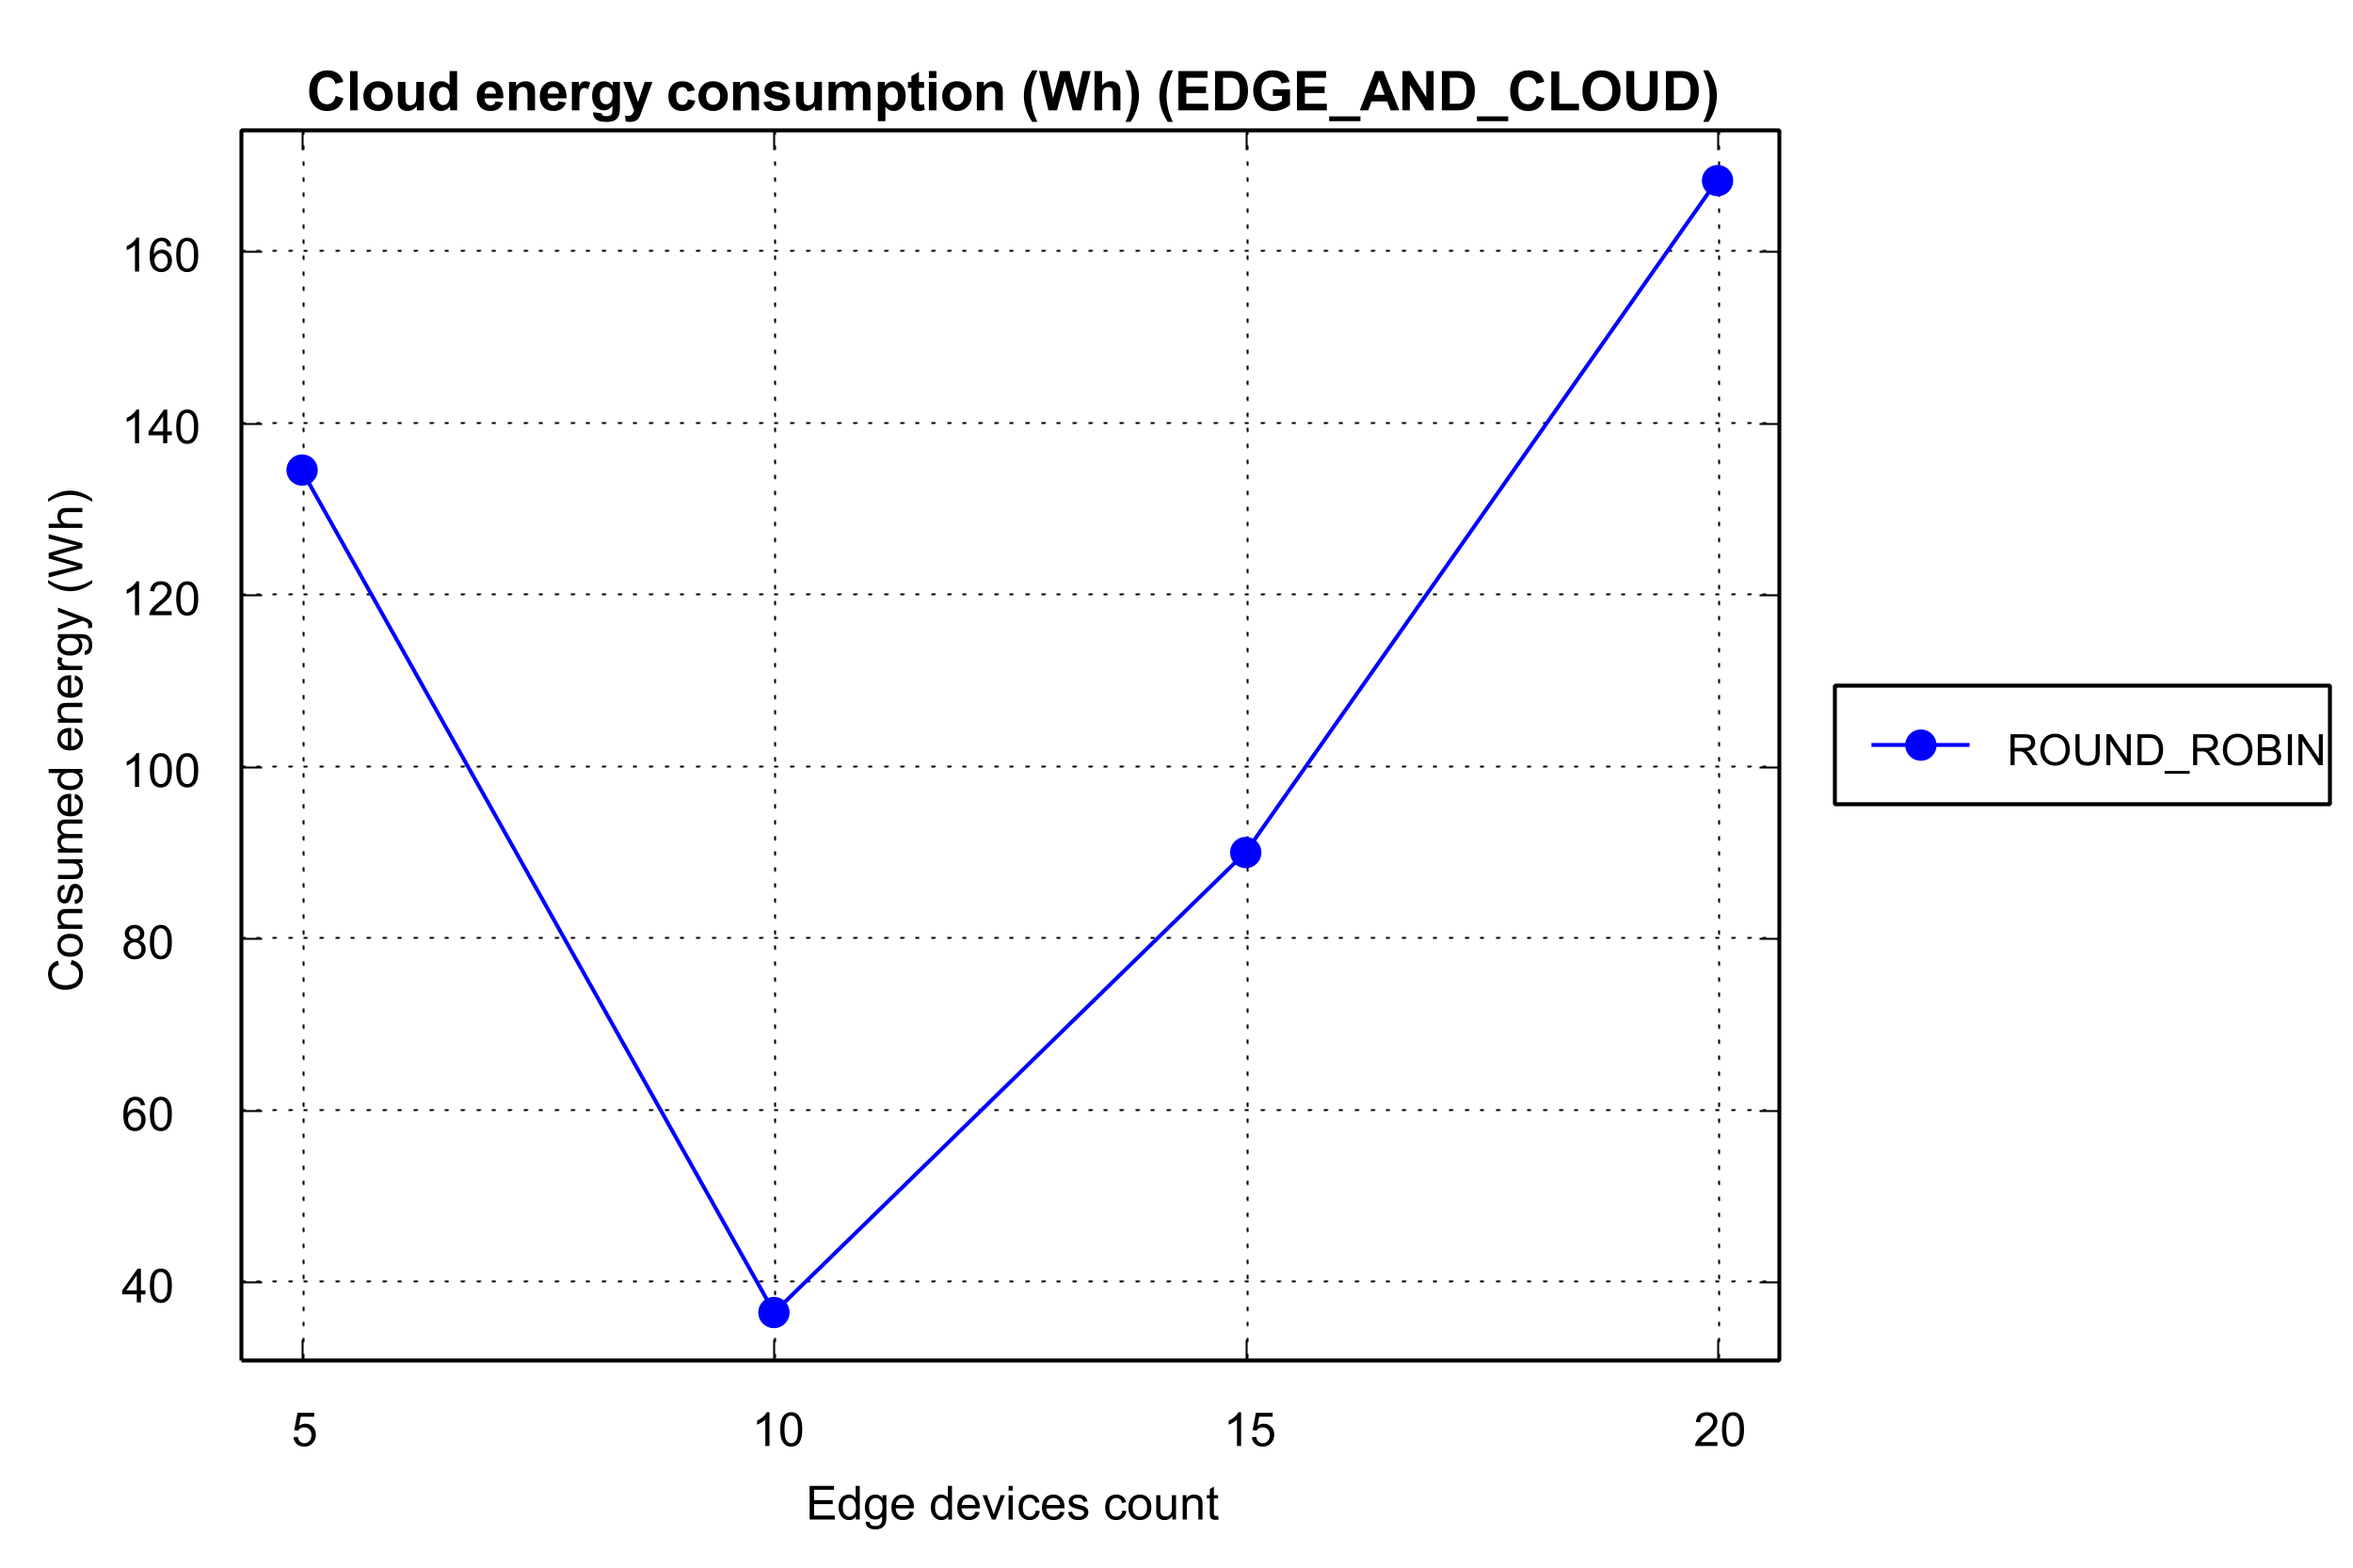 Cloud energy consumption (Wh) (EDGE_AND_CLOUD)
Consumed energy (Wh)
160
140
120
100
80
60
40
5 10 15 20
Edge devices count
ROUND_ROBIN